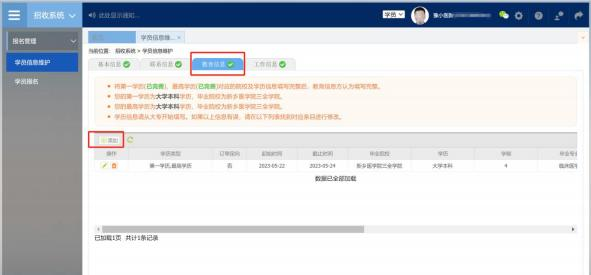 招收系统
此处显示通知...
学员
豫小医
报名管理
学员信息维护
学员报名
首页
学员信息维...
当前位置: 招收系统 > 学员信息维护
基本信息
联系信息
教育信息
工作信息
将第一学历(已完善)、最高学历(已完善)对应的院校及学历信息填写完整后，教育信息方认为填写完整。
您的第一学历为大学本科学历，毕业院校为新乡医学院三全学院。
您的最高学历为大学本科学历，毕业院校为新乡医学院三全学院。
学历信息请从大专开始填写。如果以上信息有误，请在以下列表找到对应条目进行修改。
添加
操作 学历类型 订单定向 起始时间 截止时间 毕业院校 学历 学制 毕业专业
第一学历,最高学历 否 2023-05-22 2023-05-24 新乡医学院三全学院 大学本科 4 临床医学
数据已全部加载
已加载1页 共计1条记录